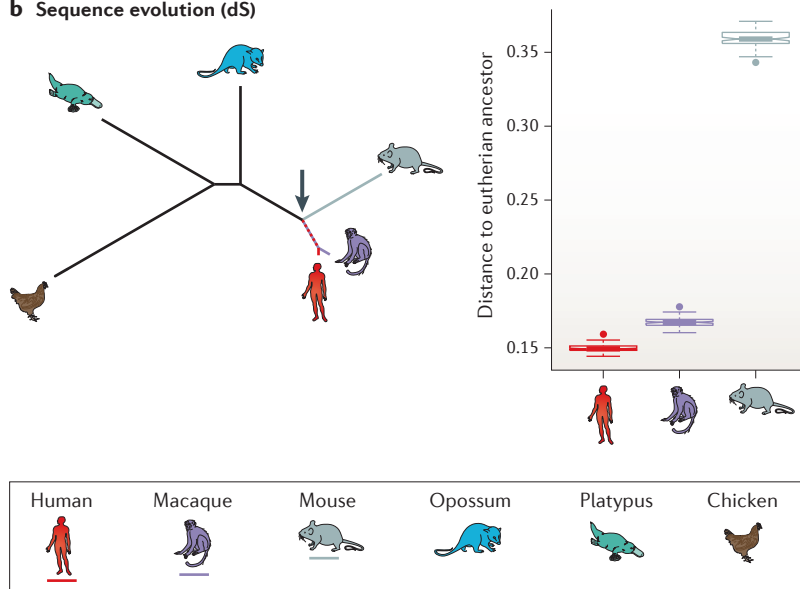 b Sequence evolution (dS)
Distance to eutherian ancestor
0.35
0.30
0.25
0.20
0.15
Human Macaque Mouse Opossum Platypus Chicken